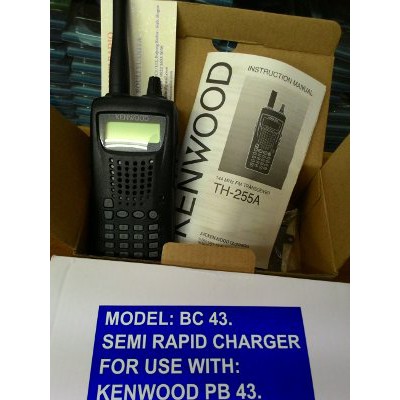 KENWOOD
INSTRUCTION MANUAL
KENWOOD
144 MHz FM TRANSCEIVER
TH-255A
MODEL: BC 43.
SEMI RAPID CHARGER
FOR USE WITH:
KENWOOD PB 43.